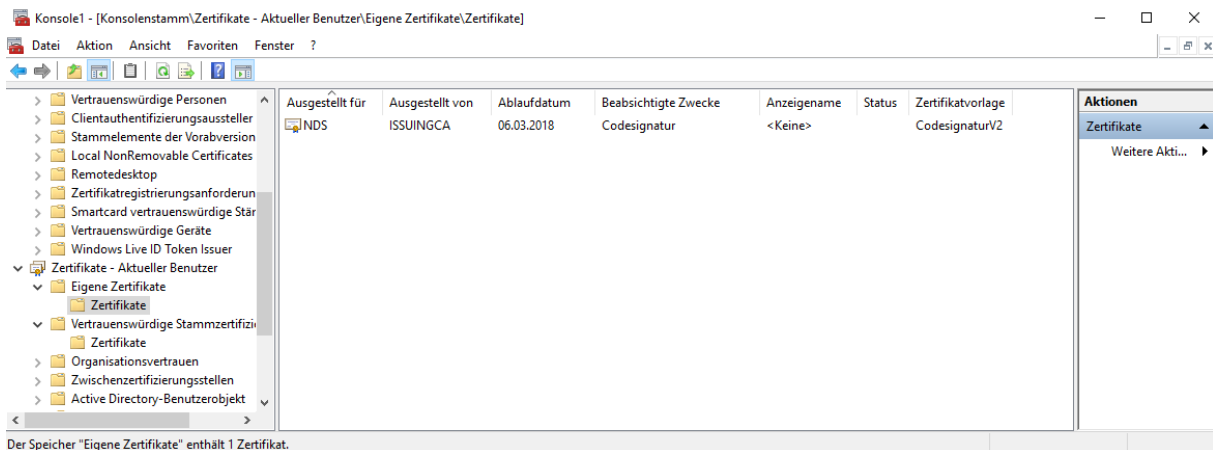 Konsole1 - [Konsolenstamm\Zertifikate - Aktueller Benutzer\Eigene Zertifikate\Zertifikate]
Datei Aktion Ansicht Favoriten Fenster ?
Vertrauenswürdige Personen
Clientauthentifizierungsaussteller
Stammelemente der Vorabversion
Local NonRemovable Certificates
Remotedesktop
Zertifikatregistrierungsanforderun
Smartcard vertrauenswürdige Stär
Vertrauenswürdige Geräte
Windows Live ID Token Issuer
Zertifikate - Aktueller Benutzer
Eigene Zertifikate
Zertifikate
Vertrauenswürdige Stammzertifizi
Zertifikate
Organisationsvertrauen
Zwischenzertifizierungsstellen
Active Directory-Benutzerobjekt
Ausgestellt für Ausgestellt von Ablaufdatum Beabsichtigte Zwecke Anzeigename Status Zertifikatvorlage
NDS ISSUINGCA 06.03.2018 Codesignatur <Keine> CodesignaturV2
Aktionen
Zertifikate
Weitere Akti...
Der Speicher "Eigene Zertifikate" enthält 1 Zertifikat.